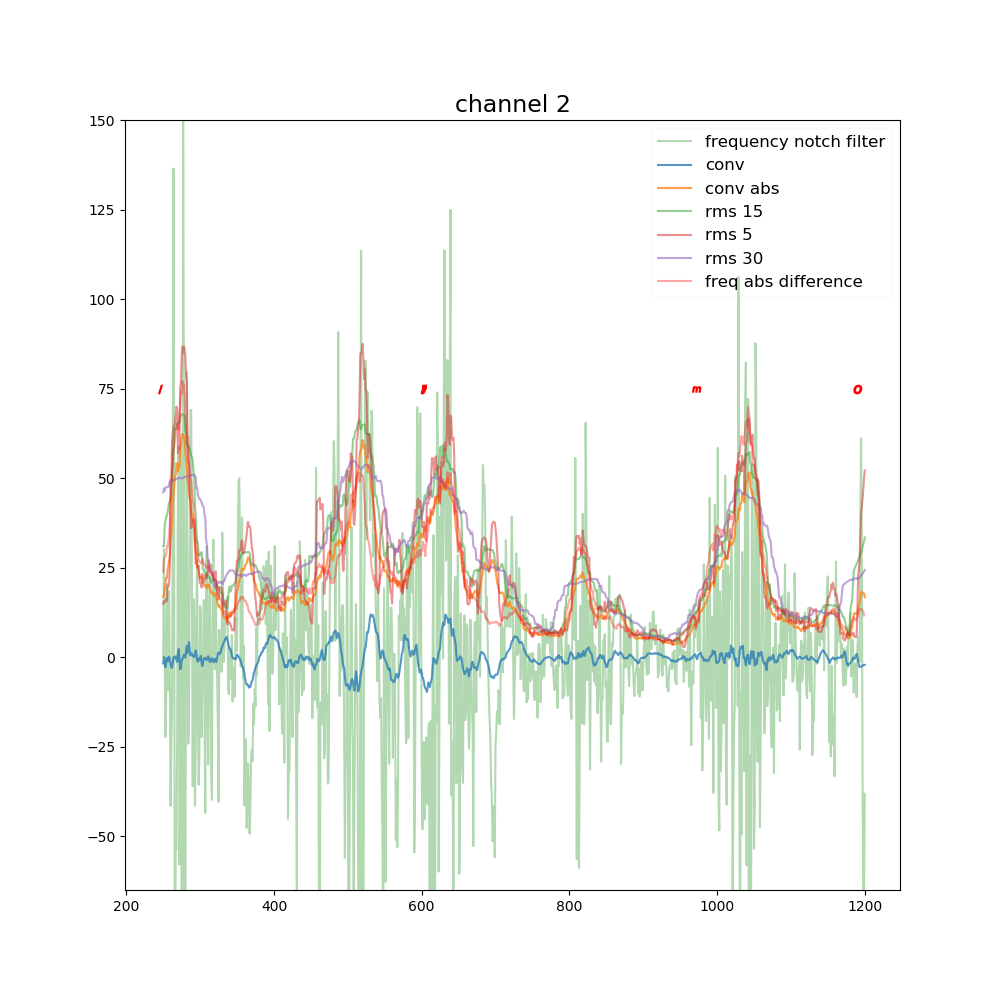 channel 2
150
125
100
75
50
25
0
−25
−50
frequency notch filter
conv
conv abs
rms 15
rms 5
rms 30
freq abs difference
I , m o
200 400 600 800 1000 1200